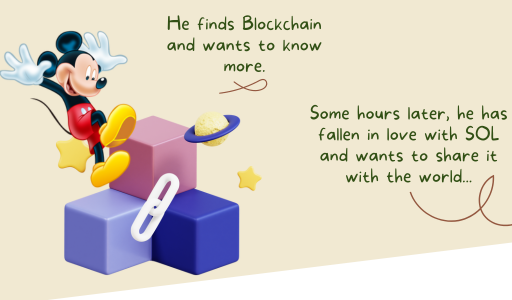 He finds Blockchain
and wants to know
more.
Some hours later, he has
fallen in love with SOL
and wants to share it
with the world...